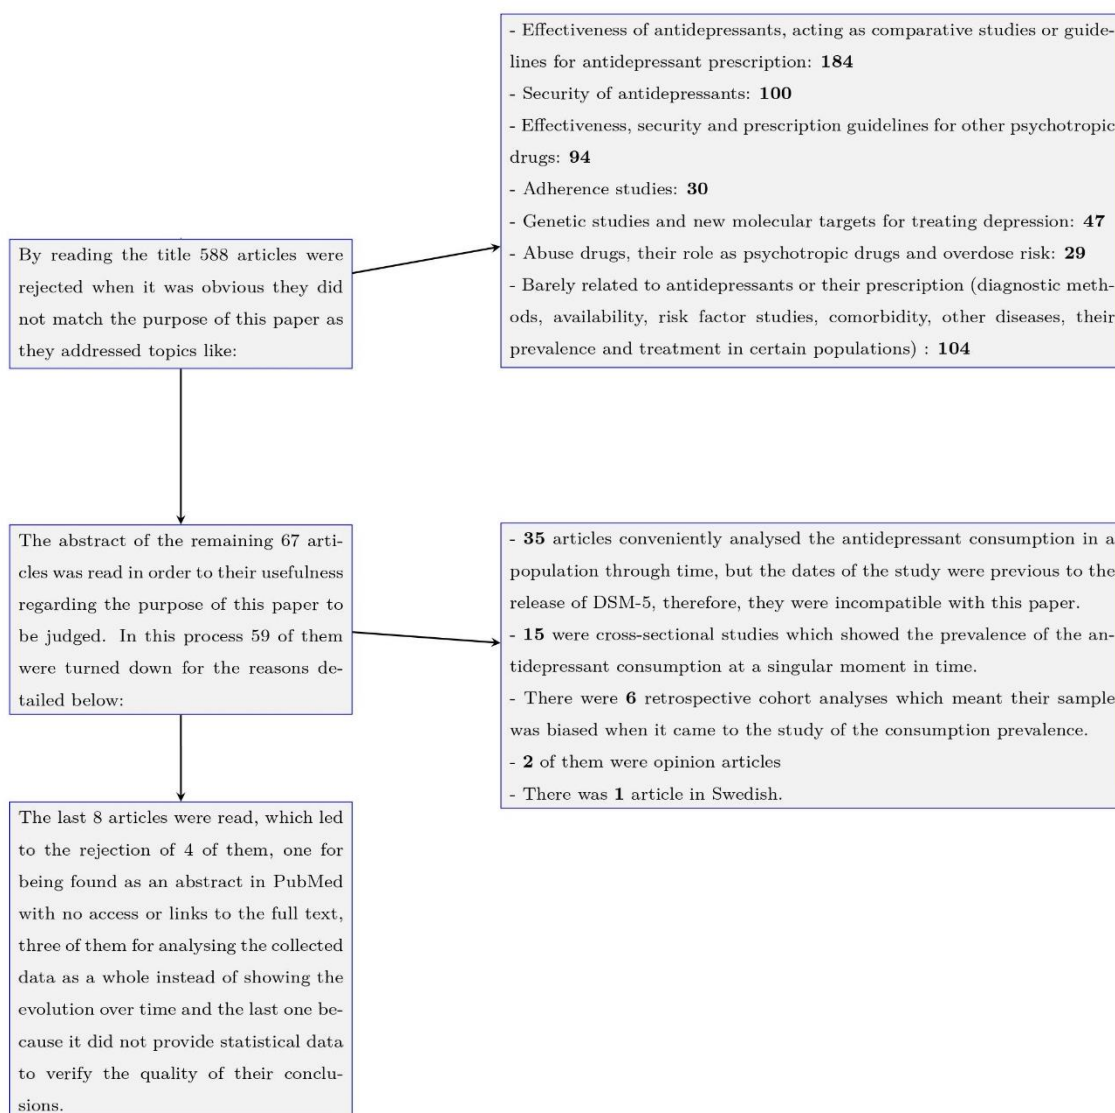 - Effectiveness of antidepressants, acting as comparative studies or guide-
lines for antidepressant prescription: 184
- Security of antidepressants: 100
- Effectiveness, security and prescription guidelines for other psychotropic
drugs: 94
- Adherence studies: 30
- Genetic studies and new molecular targets for treating depression: 47
- Abuse drugs, their role as psychotropic drugs and overdose risk: 29
- Barely related to antidepressants or their prescription (diagnostic meth-
ods, availability, risk factor studies, comorbidity, other diseases, their
prevalence and treatment in certain populations) : 104
By reading the title 588 articles were
rejected when it was obvious they did
not match the purpose of this paper as
they addressed topics like:
The abstract of the remaining 67 arti-
cles was read in order to their usefulness
regarding the purpose of this paper to
be judged. In this process 59 of them
were turned down for the reasons de-
tailed below:
- 35 articles conveniently analysed the antidepressant consumption in a
population through time, but the dates of the study were previous to the
release of DSM-5, therefore, they were incompatible with this paper.
- 15 were cross-sectional studies which showed the prevalence of the an-
tidepressant consumption at a singular moment in time.
- There were 6 retrospective cohort analyses which meant their sample
was biased when it came to the study of the consumption prevalence.
- 2 of them were opinion articles
- There was 1 article in Swedish.
The last 8 articles were read, which led
to the rejection of 4 of them, one for
being found as an abstract in PubMed
with no access or links to the full text,
three of them for analysing the collected
data as a whole instead of showing the
evolution over time and the last one be-
cause it did not provide statistical data
to verify the quality of their conclu-
sions.